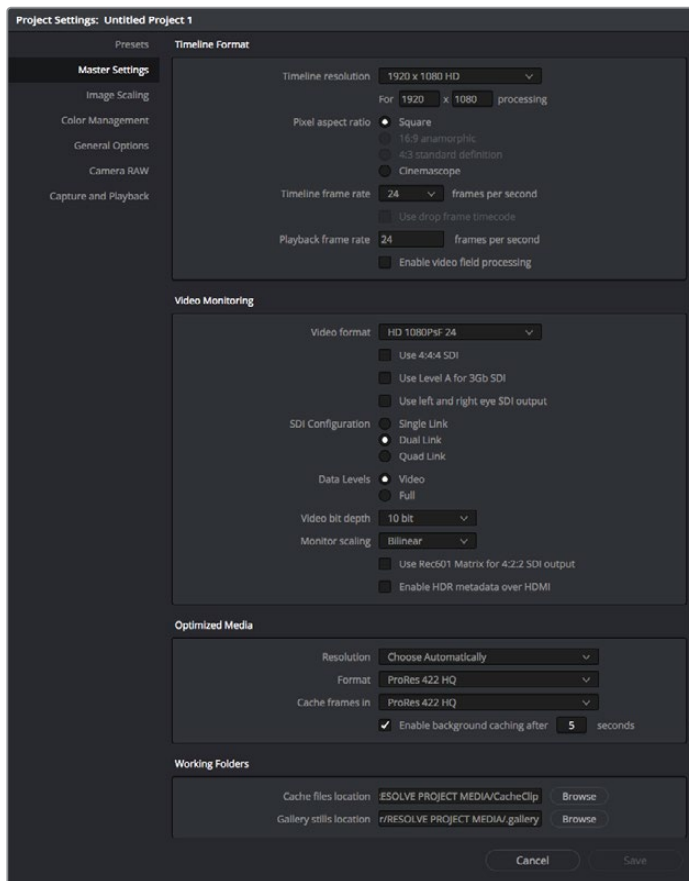 Project Settings: Untitled Project 1
Presets
Master Settings
Image Scaling
Color Management
General Options
Camera RAW
Capture and Playback
Timeline Format
Timeline resolution 1920 x 1080 HD
For 1920 x 1080 processing
Pixel aspect ratio Square
16:9 anamorphic
4:3 standard definition
Cinemascope
Timeline frame rate 24 frames per second
Use drop frame timecode
Playback frame rate 24 frames per second
Enable video field processing
Video Monitoring
Video format HD 1080PsF 24
Use 4:4:4 SDI
Use Level A for 3Gb SDI
Use left and right eye SDI output
SDI Configuration Single Link
Dual Link
Quad Link
Data Levels Video
Full
Video bit depth 10 bit
Monitor scaling Bilinear
Use Rec601 Matrix for 4:2:2 SDI output
Enable HDR metadata over HDMI
Optimized Media
Resolution Choose Automatically
Format ProRes 422 HQ
Cache frames in ProRes 422 HQ
Enable background caching after 5 seconds
Working Folders
Cache files location ESOLVE PROJECT MEDIA/CacheClip Browse
Gallery stills location r/RESOLVE PROJECT MEDIA/.gallery Browse
Cancel Save